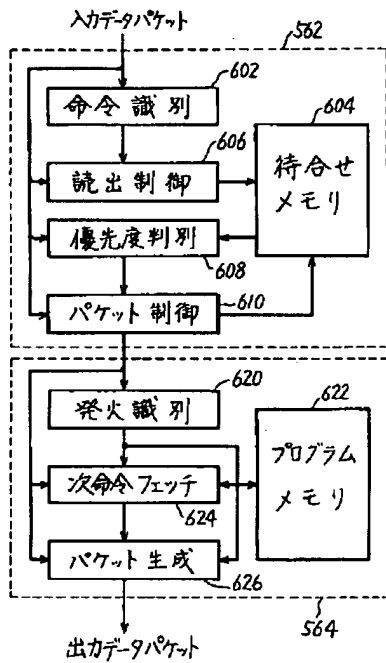 入力データパケット
562
602
命令識別
604
606
待合せ
メモリ
読出制御
優先度判別
608
610
パケット制御
620
発火識別
622
プログラム
メモリ
次命令フェッチ
624
パケット生成
626
564
出力データパケット